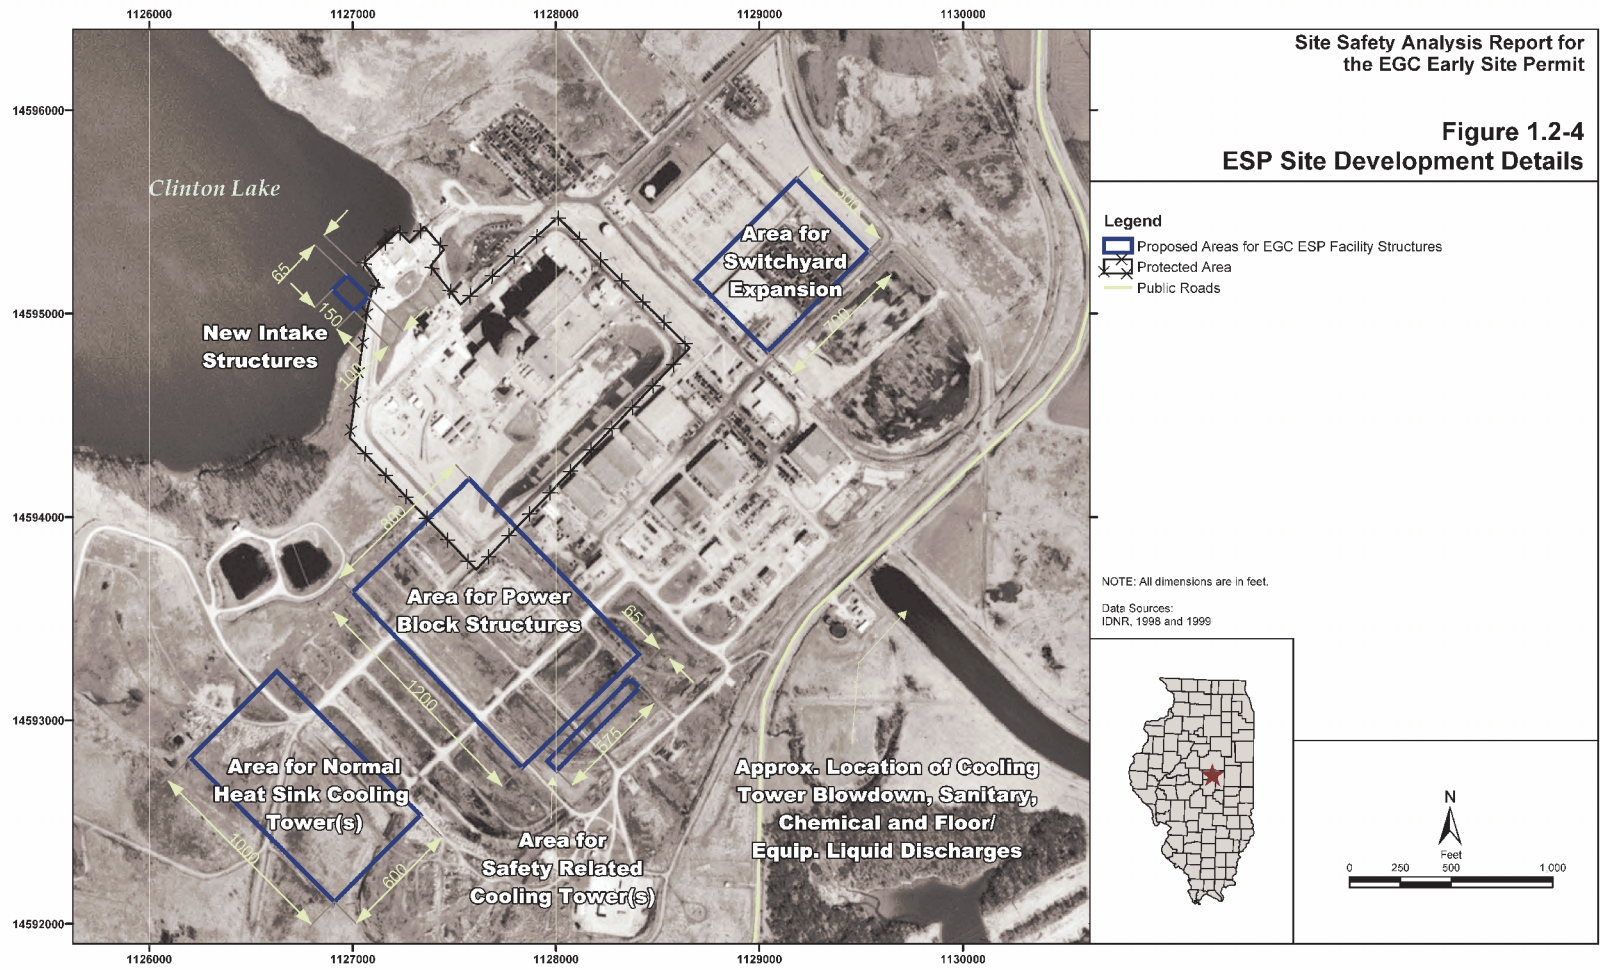 1126000
1127000
1128000
1129000
1130000
14596000
14595000
14594000
14593000
14592000
Site Safety Analysis Report for
the EGC Early Site Permit
Figure 1.2-4
ESP Site Development Details
Legend
Proposed Areas for EGC ESP Facility Structures
Protected Area
Public Roads
Clinton Lake
65
150
100
New Intake
Structures
Area for
Switchyard
Expansion
700
Area for Power
Block Structures
65
1200
675
Area for Normal
Heat Sink Cooling
Tower(s)
1000
600
Area for
Safety Related
Cooling Tower(s)
Approx. Location of Cooling
Tower Blowdown, Sanitary,
Chemical and Floor/
Equip. Liquid Discharges
NOTE: All dimensions are in feet.
Data Sources:
IDNR, 1998 and 1999
N
Feet
0
250
500
1,000
1126000
1127000
1128000
1129000
1130000